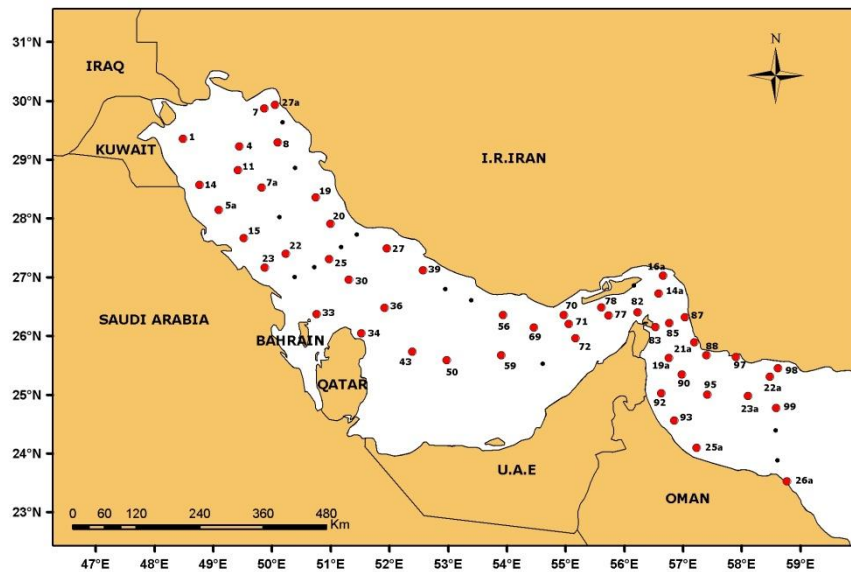 31°N
30°N
29°N
28°N
27°N
26°N
25°N
24°N
23°N
IRAQ
N
27a
7
1
4
8
KUWAIT
I.R.IRAN
11
14
7a
5a
19
20
15
22
27
23
25
39
30
16a
14a
33
36
70
78
82
87
SAUDI ARABIA
56
71
77
BAHRAIN
34
69
83
85
72
21a
88
43
50
59
19a
97
98
QATAR
90
22a
92
95
23a
99
93
25a
U.A.E
26a
OMAN
0 30 60 120 240 360 480
Km
47°E 48°E 49°E 50°E 51°E 52°E 53°E 54°E 55°E 56°E 57°E 58°E 59°E